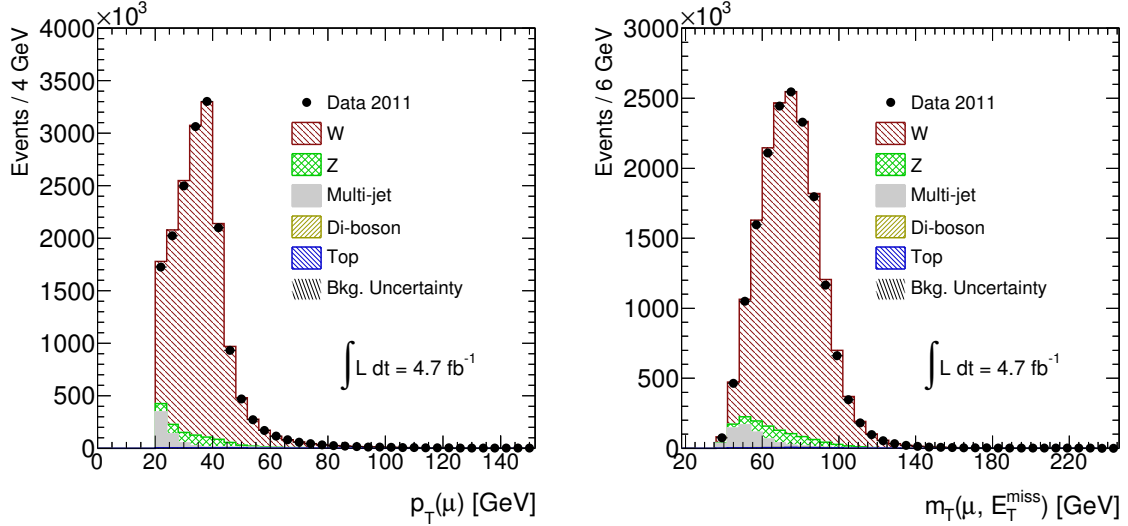 ×10³
4000
3500
3000
2500
2000
1500
1000
500
0
Events / 4 GeV
Data 2011
W
Z
Multi-jet
Di-boson
Top
Bkg. Uncertainty
∫ L dt = 4.7 fb⁻¹
0 20 40 60 80 100 120 140
p_T(μ) [GeV]
×10³
3000
2500
2000
1500
1000
500
0
Events / 6 GeV
Data 2011
W
Z
Multi-jet
Di-boson
Top
Bkg. Uncertainty
∫ L dt = 4.7 fb⁻¹
20 60 100 140 180 220
m_T(μ, E_T^miss) [GeV]